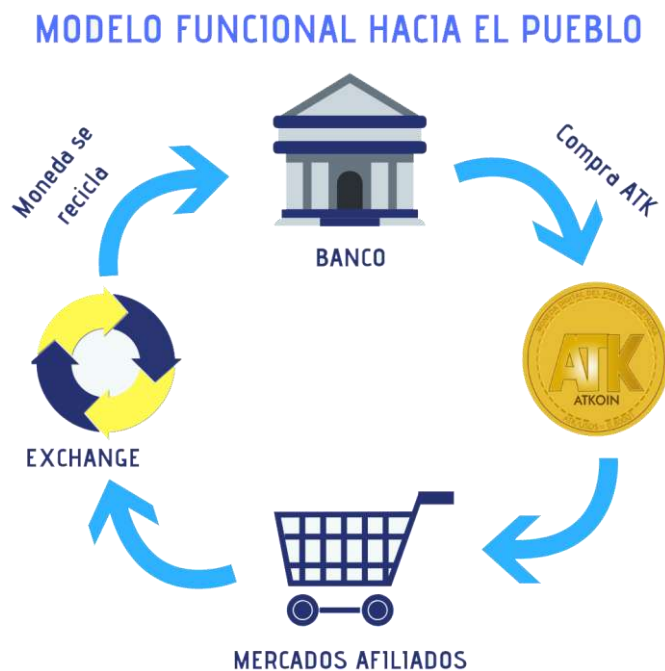 MODELO FUNCIONAL HACIA EL PUEBLO
Moneda se
recicla
Compra ATK
BANCO
ATK
ATKOIN
EXCHANGE
MERCADOS AFILIADOS